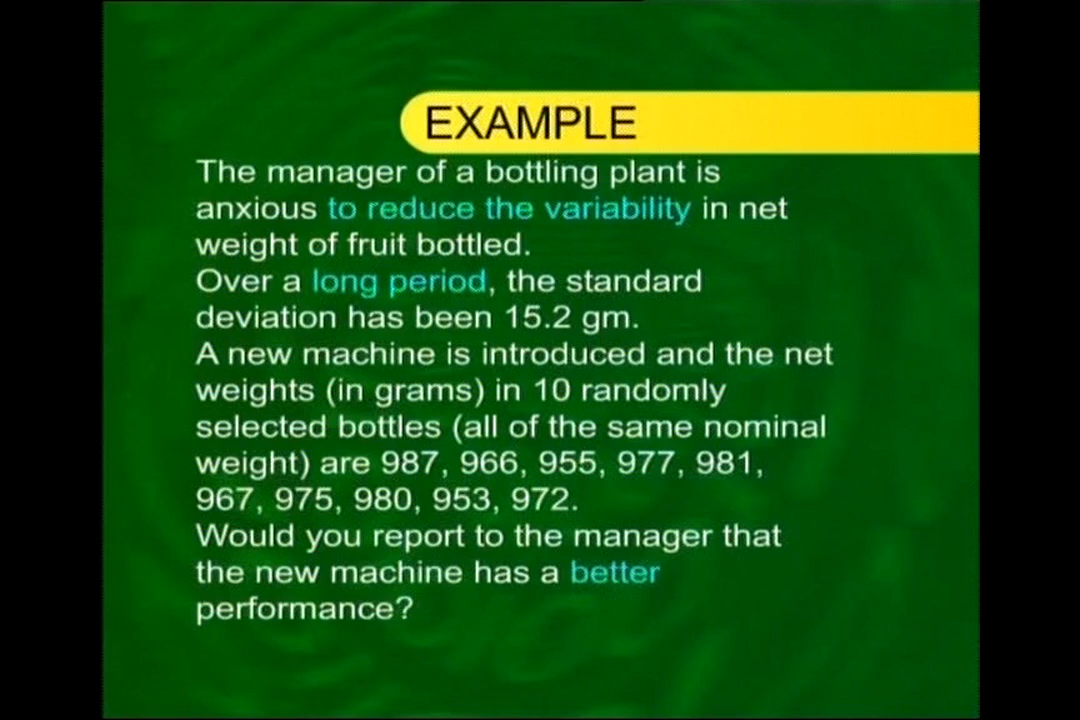 EXAMPLE
The manager of a bottling plant is
anxious to reduce the variability in net
weight of fruit bottled.
Over a long period, the standard
deviation has been 15.2 gm.
A new machine is introduced and the net
weights (in grams) in 10 randomly
selected bottles (all of the same nominal
weight) are 987, 966, 955, 977, 981,
967, 975, 980, 953, 972.
Would you report to the manager that
the new machine has a better
performance?